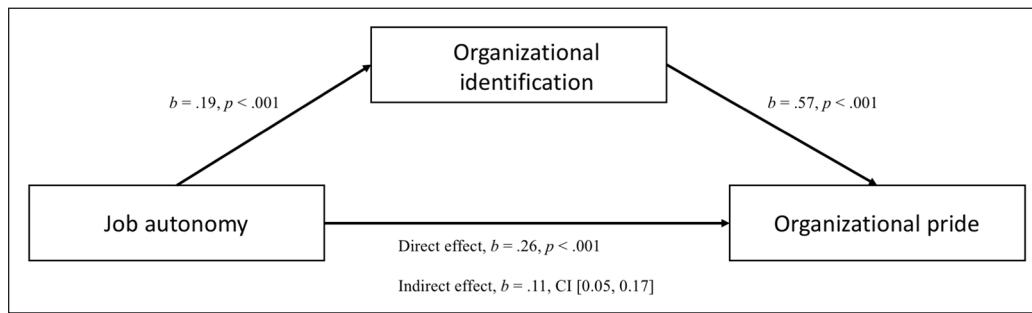 Organizational
identification
b = .19, p < .001
b = .57, p < .001
Job autonomy
Organizational pride
Direct effect, b = .26, p < .001
Indirect effect, b = .11, CI [0.05, 0.17]